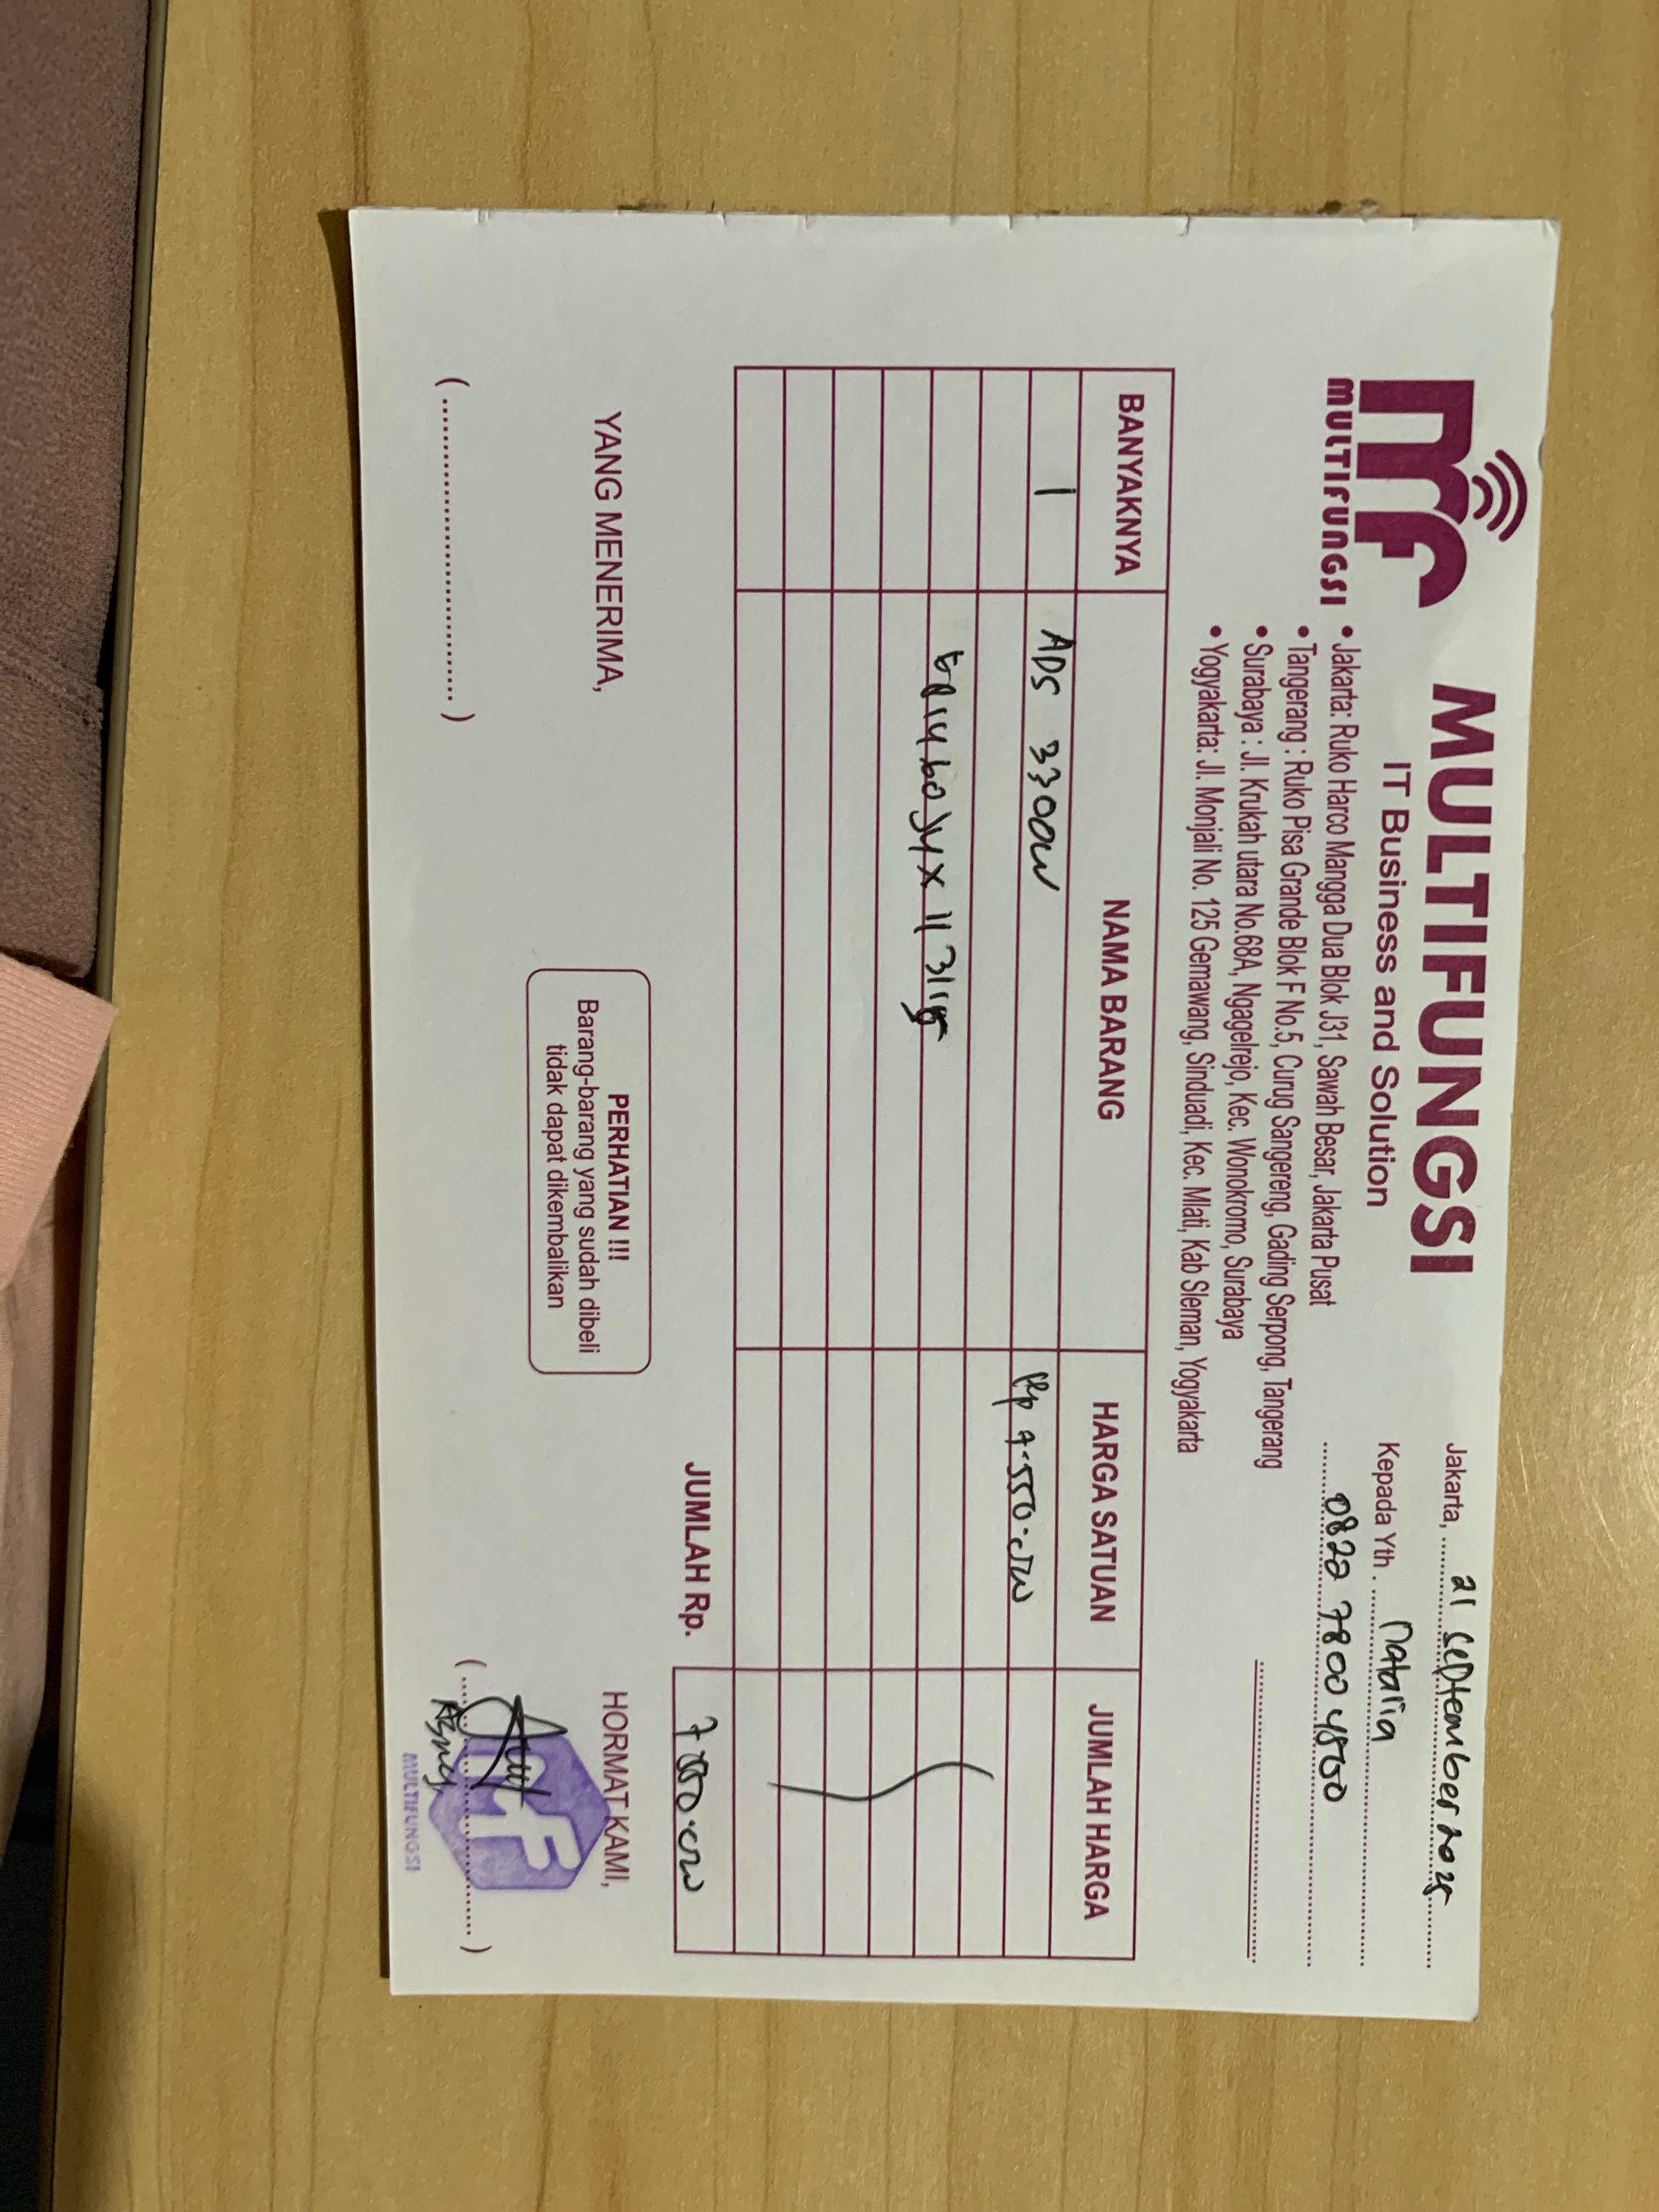 MULTIFUNGSI
MULTIFUNGSI
IT Business and Solution
• Jakarta: Ruko Harco Mangga Dua Blok J31, Sawah Besar, Jakarta Pusat
• Tangerang : Ruko Pisa Grande Blok F No.5, Curug Sangereng, Gading Serpong, Tangerang
• Surabaya : Jl. Krukah utara No.68A, Ngagelrejo, Kec. Wonokromo, Surabaya
• Yogyakarta: Jl. Monjali No. 125 Gemawang, Sinduadi, Kec. Mlati, Kab Sleman, Yogyakarta
Jakarta, 21 September 2025
Kepada Yth. Natalia
0822 7800 4800
BANYAKNYA NAMA BARANG HARGA SATUAN JUMLAH HARGA
1 ADS 3300W Rp 7.550.000
JUMLAH Rp. 7.550.000
YANG MENERIMA,
PERHATIAN !!!
Barang-barang yang sudah dibeli
tidak dapat dikembalikan
HORMAT KAMI,
(....................) (....................)
MULTIFUNGSI